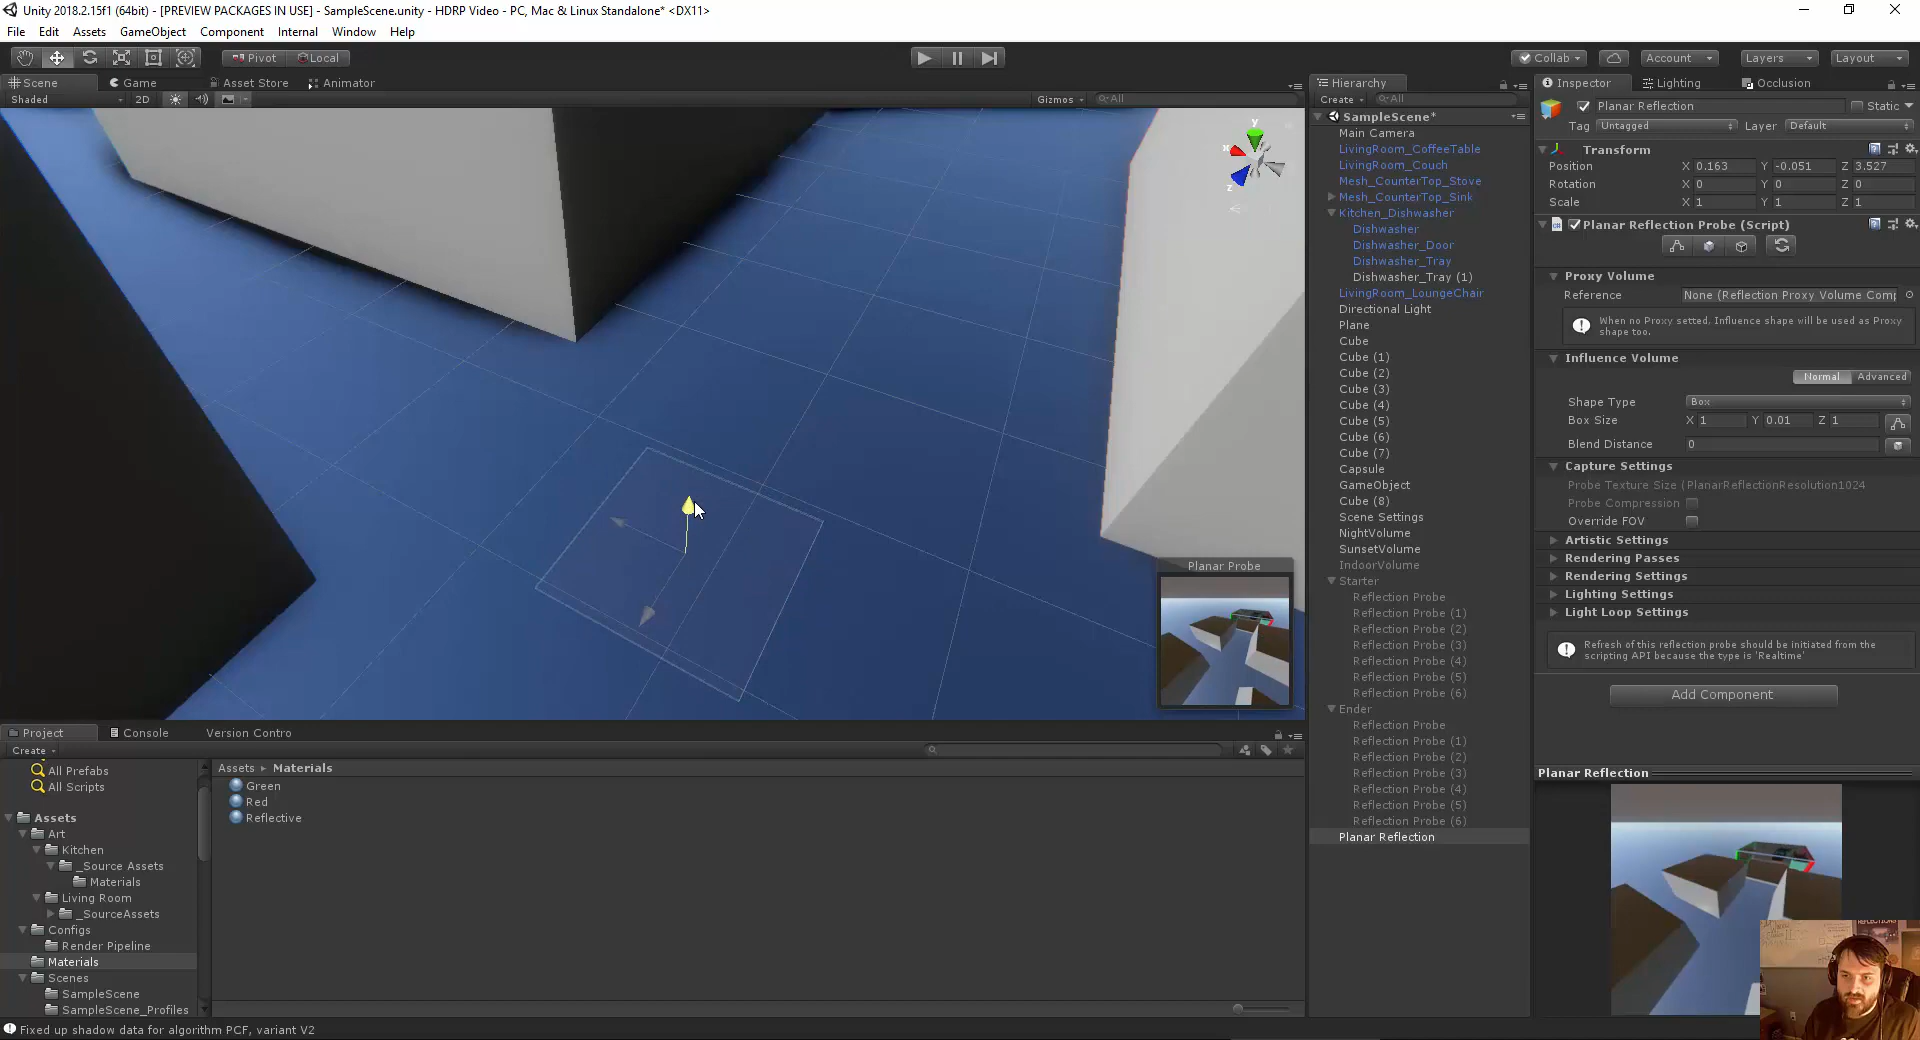 Unity 2018.2.15f1 (64bit) - [PREVIEW PACKAGES IN USE] - SampleScene.unity - HDRP Video - PC, Mac & Linux Standalone* <DX11>
File Edit Assets GameObject Component Internal Window Help
Pivot Local Collab Account Layers Layout
Scene Game Asset Store Animator
Shaded 2D Gizmos All
y
x
z
Planar Probe
Hierarchy
Create All
SampleScene*
Main Camera
LivingRoom_CoffeeTable
LivingRoom_Couch
Mesh_CounterTop_Stove
Mesh_CounterTop_Sink
Kitchen_Dishwasher
Dishwasher
Dishwasher_Door
Dishwasher_Tray
Dishwasher_Tray (1)
LivingRoom_LoungeChair
Directional Light
Plane
Cube
Cube (1)
Cube (2)
Cube (3)
Cube (4)
Cube (5)
Cube (6)
Cube (7)
Capsule
GameObject
Cube (8)
Scene Settings
NightVolume
SunsetVolume
IndoorVolume
Starter
Reflection Probe
Reflection Probe (1)
Reflection Probe (2)
Reflection Probe (3)
Reflection Probe (4)
Reflection Probe (5)
Reflection Probe (6)
Ender
Reflection Probe
Reflection Probe (1)
Reflection Probe (2)
Reflection Probe (3)
Reflection Probe (4)
Reflection Probe (5)
Reflection Probe (6)
Planar Reflection
Inspector Lighting Occlusion
Planar Reflection Static
Tag Untagged Layer Default
Transform
Position X 0.163 Y -0.051 Z 3.527
Rotation X 0 Y 0 Z 0
Scale X 1 Y 1 Z 1
Planar Reflection Probe (Script)
Proxy Volume
Reference None (Reflection Proxy Volume Comp
When no Proxy setted, Influence shape will be used as Proxy
shape too.
Influence Volume
Normal Advanced
Shape Type Box
Box Size X 1 Y 0.01 Z 1
Blend Distance 0
Capture Settings
Probe Texture Size (PlanarReflectionResolution1024
Probe Compression
Override FOV
Artistic Settings
Rendering Passes
Rendering Settings
Lighting Settings
Light Loop Settings
Refresh of this reflection probe should be initiated from the
scripting API because the type is 'Realtime'
Add Component
Planar Reflection
Project Console Version Contro
Create
All Prefabs
All Scripts
Assets
Art
Kitchen
_Source Assets
Materials
Living Room
_SourceAssets
Configs
Render Pipeline
Materials
Scenes
SampleScene
SampleScene_Profiles
Assets Materials
Green
Red
Reflective
Fixed up shadow data for algorithm PCF, variant V2